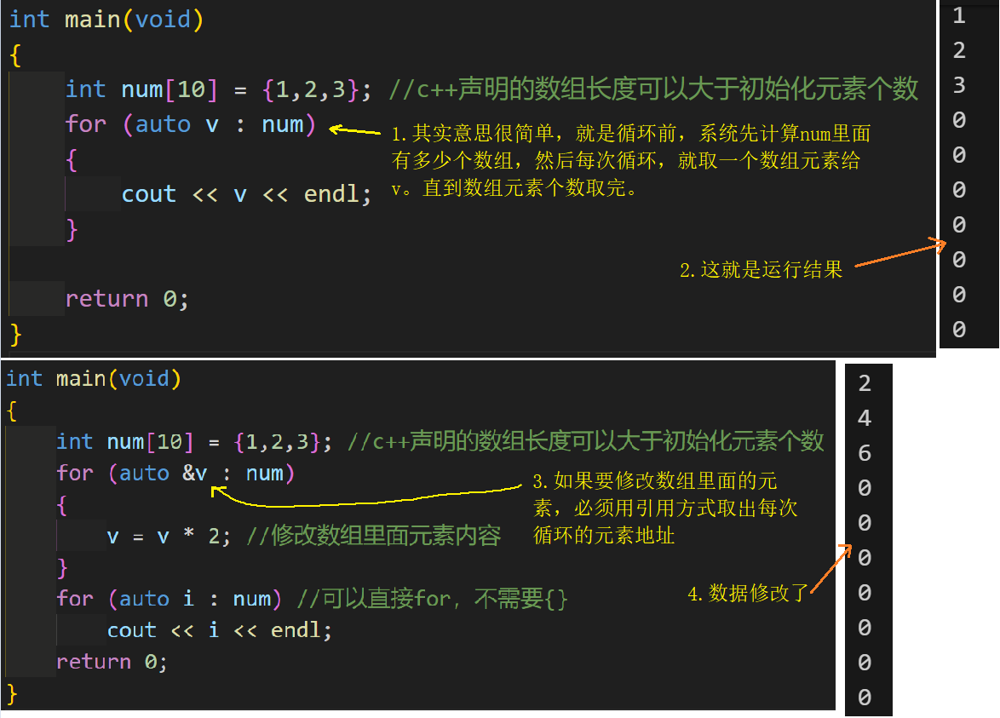 int main(void)
{
int num[10] = {1,2,3}; //c++声明的数组长度可以大于初始化元素个数
for (auto v : num)
1.其实意思很简单，就是循环前，系统先计算num里面
有多少个数组，然后每次循环，就取一个数组元素给
v。直到数组元素个数取完。
{
cout << v << endl;
}
2.这就是运行结果
return 0;
}
1
2
3
0
0
0
0
0
0
0
int main(void)
{
int num[10] = {1,2,3}; //c++声明的数组长度可以大于初始化元素个数
for (auto &v : num)
3.如果要修改数组里面的元
素，必须用引用方式取出每次
循环的元素地址
{
v = v * 2; //修改数组里面元素内容
}
for (auto i : num) //可以直接for，不需要{}
4.数据修改了
cout << i << endl;
return 0;
}
2
4
6
0
0
0
0
0
0
0